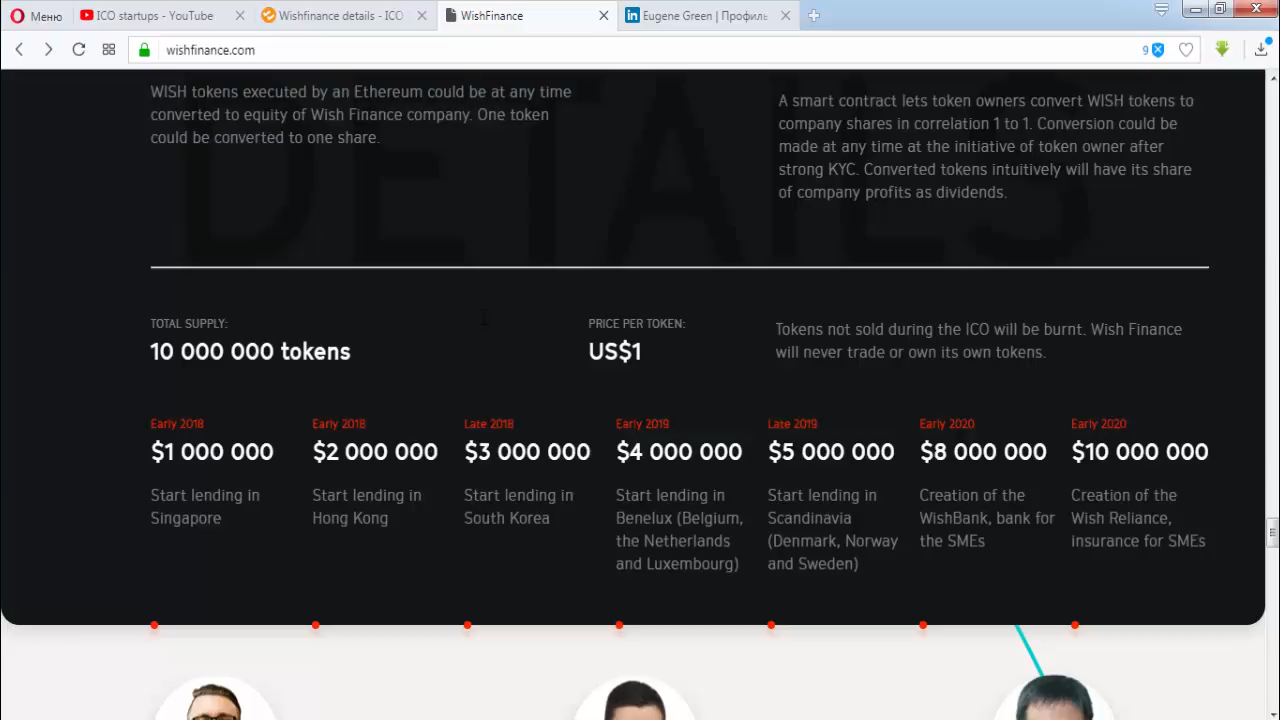 Меню
ICO startups - YouTube
Wishfinance details - ICO
WishFinance
Eugene Green | Профиль
wishfinance.com
9
DETAILS
WISH tokens executed by an Ethereum could be at any time
converted to equity of Wish Finance company. One token
could be converted to one share.
A smart contract lets token owners convert WISH tokens to
company shares in correlation 1 to 1. Conversion could be
made at any time at the initiative of token owner after
strong KYC. Converted tokens intuitively will have its share
of company profits as dividends.
TOTAL SUPPLY:
10 000 000 tokens
PRICE PER TOKEN:
US$1
Tokens not sold during the ICO will be burnt. Wish Finance
will never trade or own its own tokens.
Early 2018
$1 000 000
Start lending in
Singapore
Early 2018
$2 000 000
Start lending in
Hong Kong
Late 2018
$3 000 000
Start lending in
South Korea
Early 2019
$4 000 000
Start lending in
Benelux (Belgium,
the Netherlands
and Luxembourg)
Late 2019
$5 000 000
Start lending in
Scandinavia
(Denmark, Norway
and Sweden)
Early 2020
$8 000 000
Creation of the
WishBank, bank for
the SMEs
Early 2020
$10 000 000
Creation of the
Wish Reliance,
insurance for SMEs